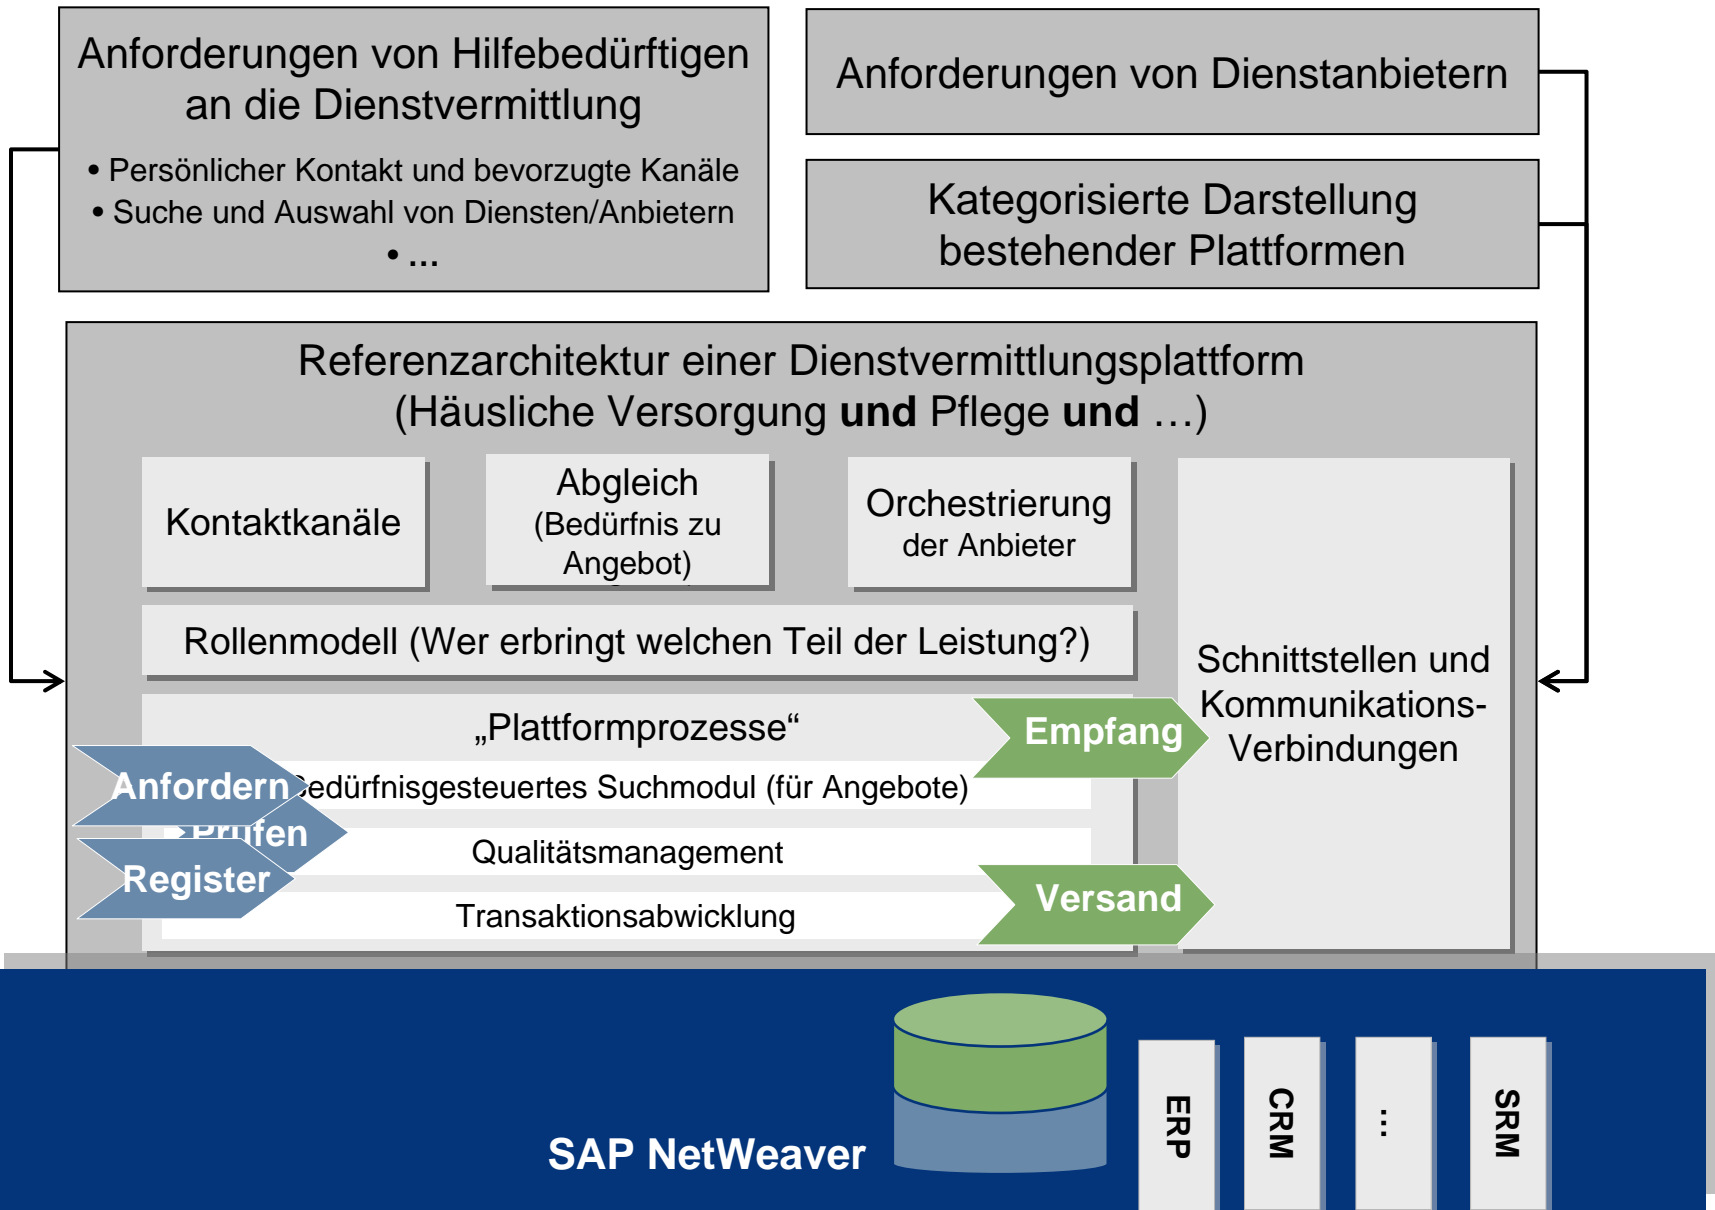 Anforderungen von Hilfebedürftigen
an die Dienstvermittlung
• Persönlicher Kontakt und bevorzugte Kanäle
• Suche und Auswahl von Diensten/Anbietern
• ...
Anforderungen von Dienstanbietern
Kategorisierte Darstellung
bestehender Plattformen
Referenzarchitektur einer Dienstvermittlungsplattform
(Häusliche Versorgung und Pflege und …)
Kontaktkanäle
Abgleich
(Bedürfnis zu
Angebot)
Orchestrierung
der Anbieter
Rollenmodell (Wer erbringt welchen Teil der Leistung?)
Schnittstellen und
Kommunikations-
Verbindungen
„Plattformprozesse“
Empfang
Anfordern
Bedürfnisgesteuertes Suchmodul (für Angebote)
Prüfen
Qualitätsmanagement
Register
Versand
Transaktionsabwicklung
SAP NetWeaver
ERP
CRM
...
SRM